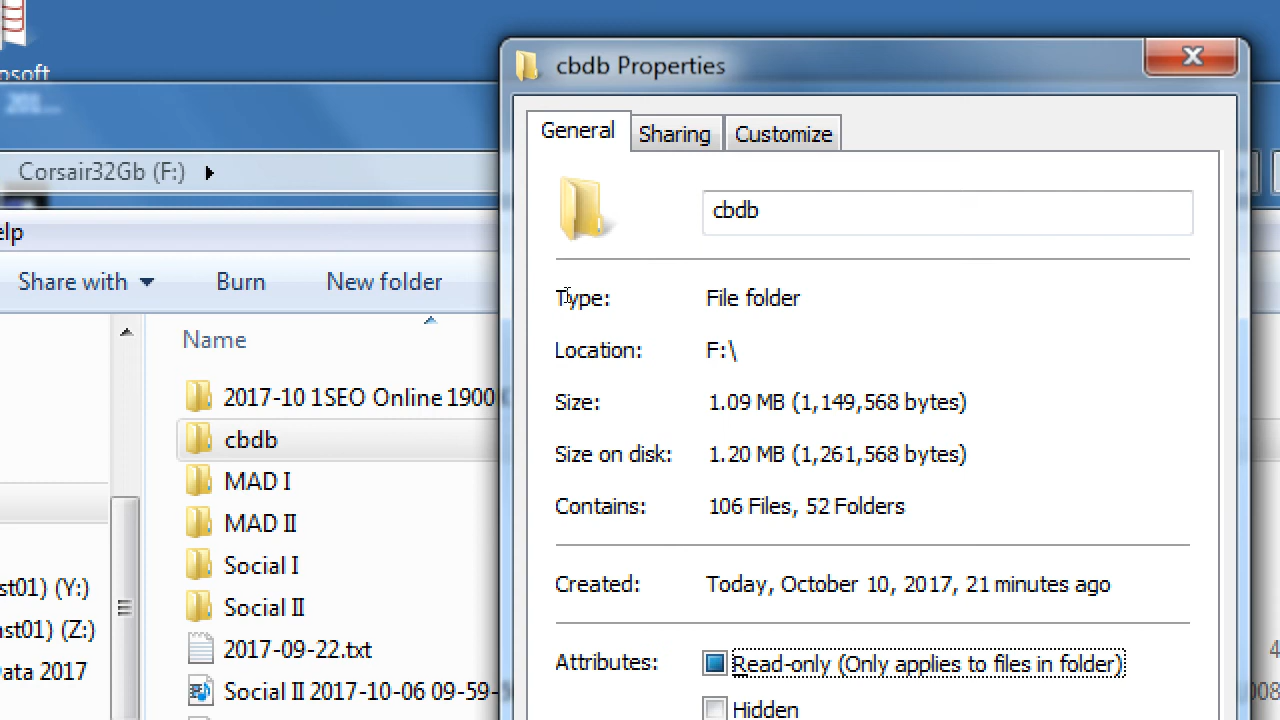 cbdb Properties
General
Sharing
Customize
Corsair32Gb (F:)
cbdb
Share with
Burn
New folder
Type:
File folder
Name
Location:
F:\
2017-10 1SEO Online 1900
Size:
1.09 MB (1,149,568 bytes)
cbdb
Size on disk:
1.20 MB (1,261,568 bytes)
MAD I
Contains:
106 Files, 52 Folders
MAD II
Social I
Created:
Today, October 10, 2017, 21 minutes ago
st01) (Y:)
Social II
st01) (Z:)
2017-09-22.txt
Attributes:
Read-only (Only applies to files in folder)
ata 2017
Social II 2017-10-06 09-59-
Hidden